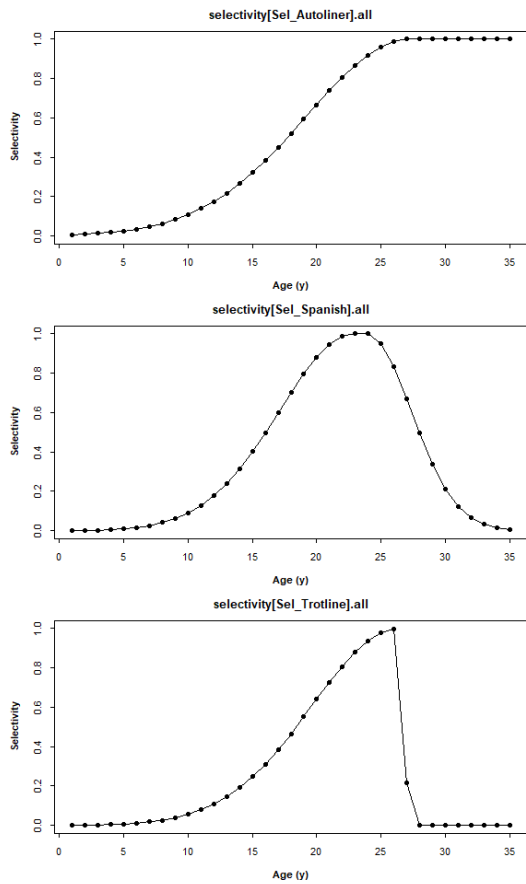 selectivity[Sel_Autoliner].all
1.0
0.8
0.6
0.4
0.2
0.0
Selectivity
0 5 10 15 20 25 30 35
Age (y)
selectivity[Sel_Spanish].all
1.0
0.8
0.6
0.4
0.2
0.0
Selectivity
0 5 10 15 20 25 30 35
Age (y)
selectivity[Sel_Trotline].all
1.0
0.8
0.6
0.4
0.2
0.0
Selectivity
0 5 10 15 20 25 30 35
Age (y)